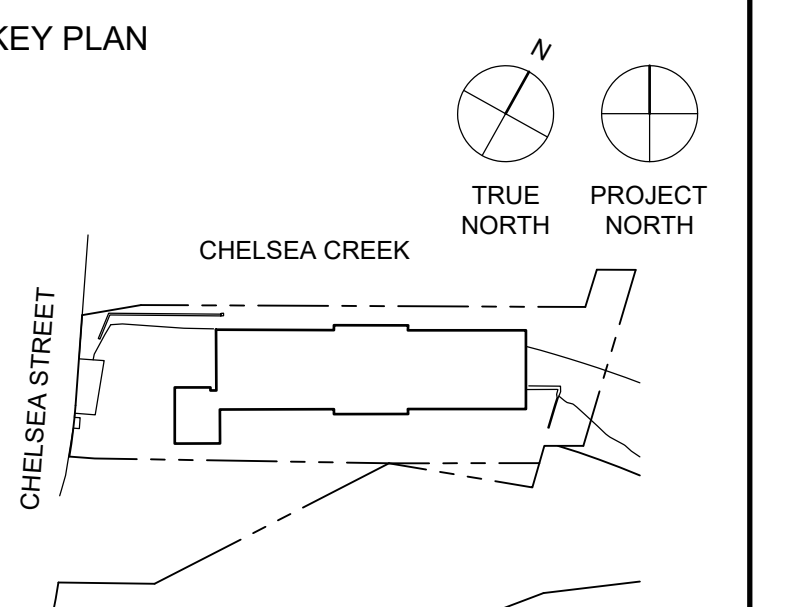 KEY PLAN
N
TRUE
NORTH
PROJECT
NORTH
CHELSEA CREEK
CHELSEA STREET